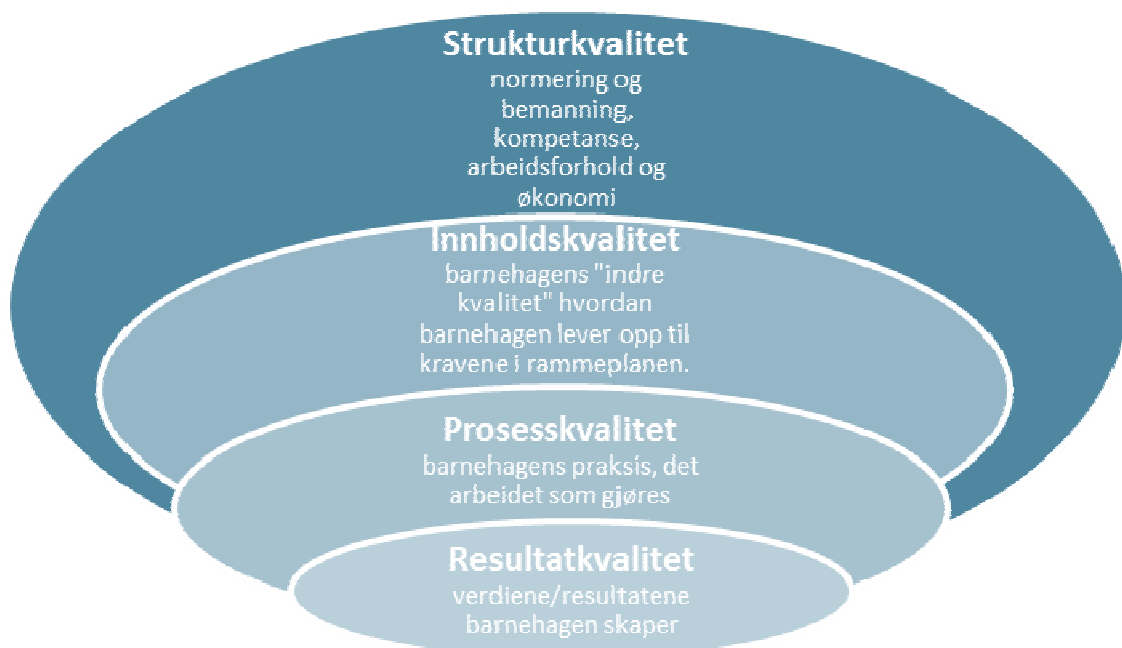 Strukturkvalitet
normering og
bemanning,
kompetanse,
arbeidsforhold og
økonomi
Innholdskvalitet
barnehagens "indre
kvalitet" hvordan
barnehagen lever opp til
kravene i rammeplanen.
Prosesskvalitet
barnehagens praksis, det
arbeidet som gjøres
Resultatkvalitet
verdiene/resultatene
barnehagen skaper